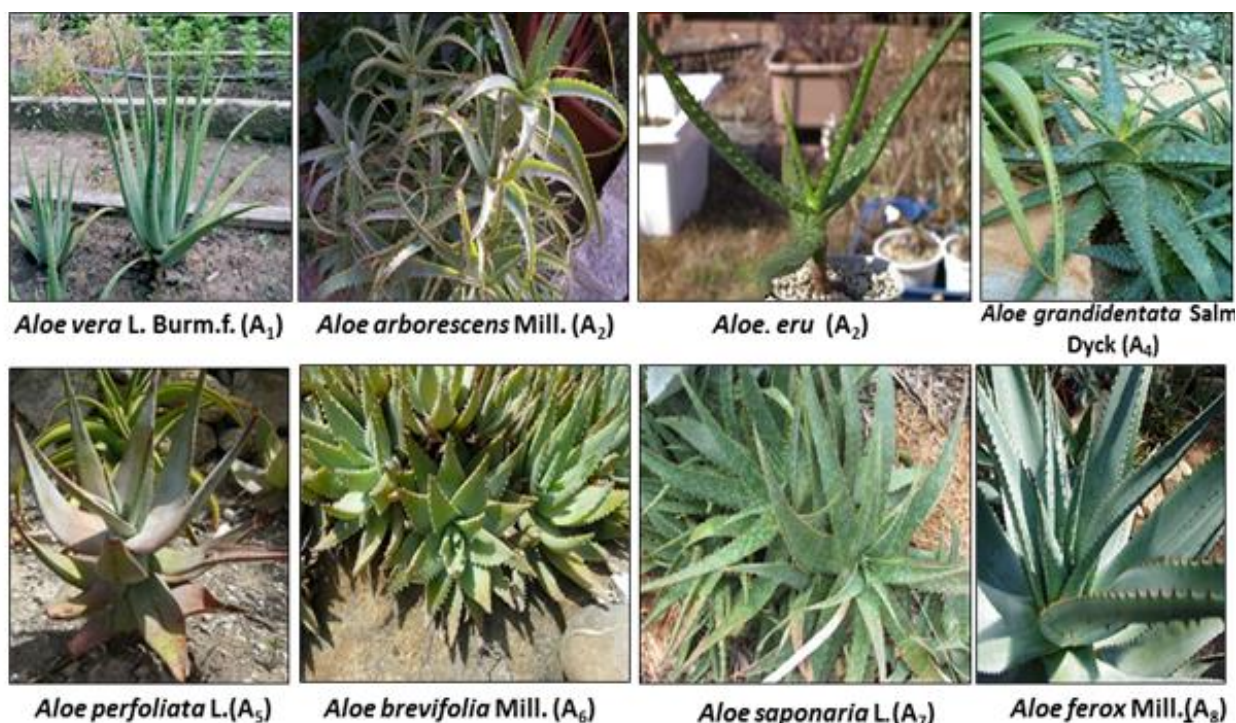 Aloe vera L. Burm.f. (A₁)
Aloe arborescens Mill. (A₂)
Aloe. eru (A₂)
Aloe grandidentata Salm
Dyck (A₄)
Aloe perfoliata L.(A₅)
Aloe brevifolia Mill. (A₆)
Aloe saponaria L.(A₇)
Aloe ferox Mill.(A₈)